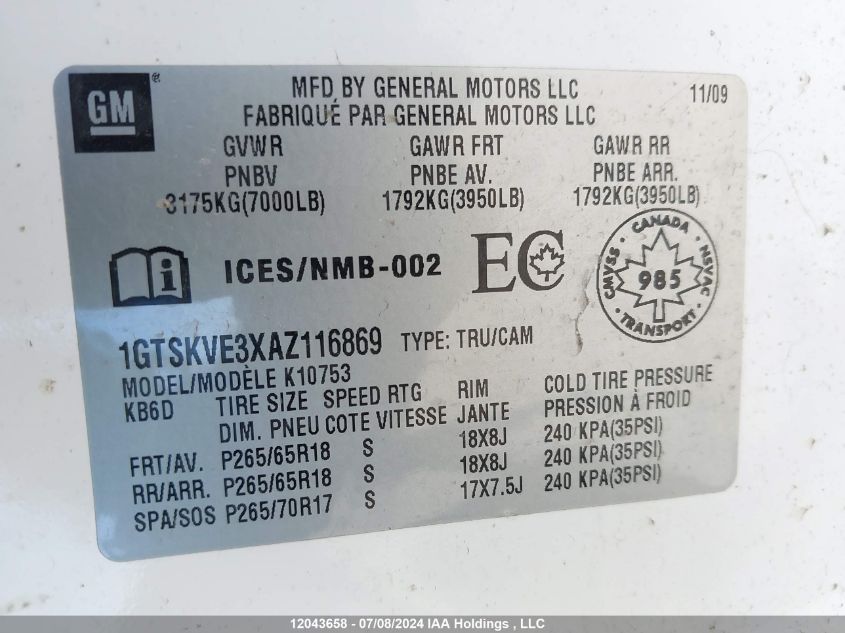 GM®
MFD BY GENERAL MOTORS LLC
11/09
FABRIQUÉ PAR GENERAL MOTORS LLC
GVWR GAWR FRT GAWR RR
PNBV PNBE AV. PNBE ARR.
3175KG(7000LB) 1792KG(3950LB) 1792KG(3950LB)
i ICES/NMB-002 EC
CANADA
CMVSS 985 NSVAC
TRANSPORT
1GTSKVE3XAZ116869 TYPE: TRU/CAM
MODEL/MODÈLE K10753
KB6D TIRE SIZE SPEED RTG RIM COLD TIRE PRESSURE
DIM. PNEU COTE VITESSE JANTE PRESSION À FROID
FRT/AV. P265/65R18 S 18X8J 240 KPA(35PSI)
RR/ARR. P265/65R18 S 18X8J 240 KPA(35PSI)
SPA/SOS P265/70R17 S 17X7.5J 240 KPA(35PSI)
12043658 - 07/08/2024 IAA Holdings , LLC